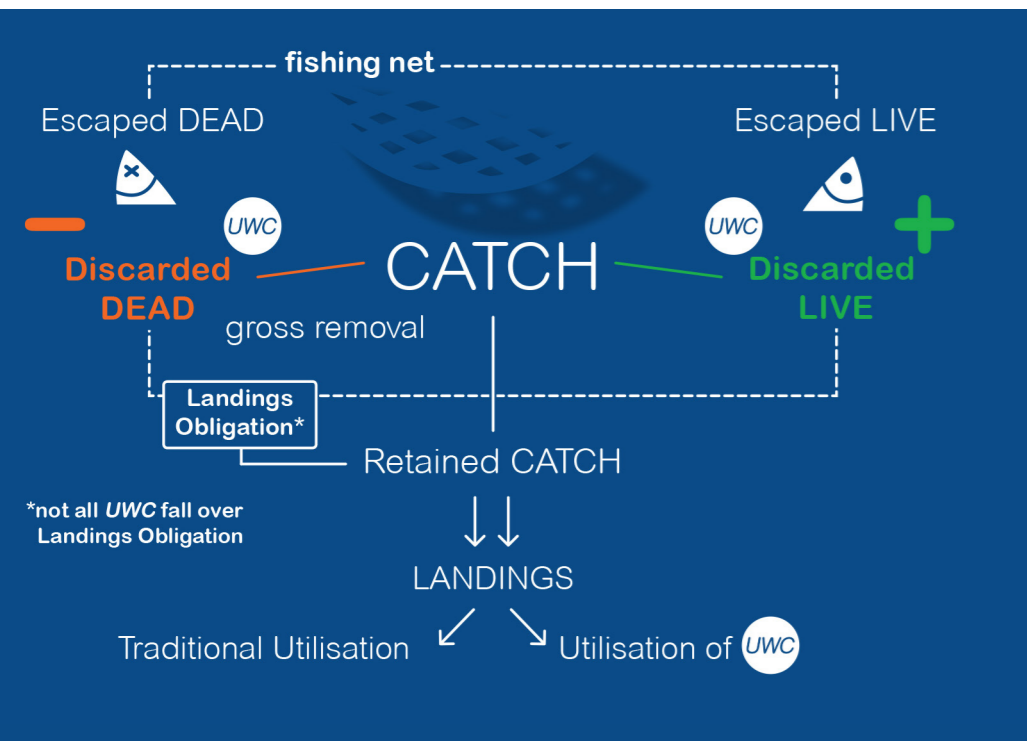 fishing net
Escaped DEAD
Escaped LIVE
UWC
UWC
CATCH
Discarded
DEAD
Discarded
LIVE
gross removal
Landings
Obligation*
Retained CATCH
*not all UWC fall over
Landings Obligation
LANDINGS
Traditional Utilisation
Utilisation of UWC